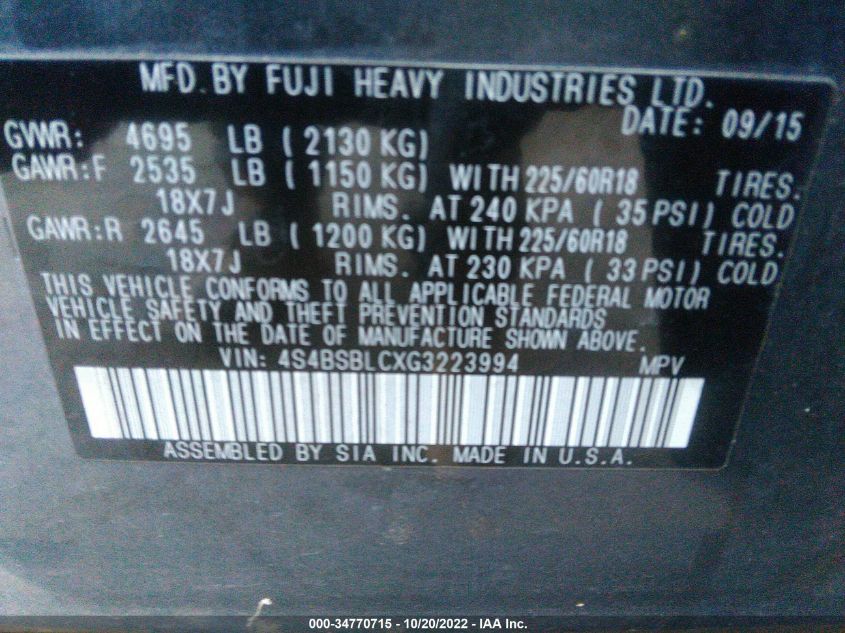 MFD. BY FUJI HEAVY INDUSTRIES LTD.
DATE: 09/15
GVWR: 4695 LB ( 2130 KG)
GAWR:F 2535 LB ( 1150 KG) WITH 225/60R18 TIRES.
18X7J RIMS. AT 240 KPA ( 35 PSI) COLD
GAWR:R 2645 LB ( 1200 KG) WITH 225/60R18 TIRES.
18X7J RIMS. AT 230 KPA ( 33 PSI) COLD
THIS VEHICLE CONFORMS TO ALL APPLICABLE FEDERAL MOTOR
VEHICLE SAFETY AND THEFT PREVENTION STANDARDS
IN EFFECT ON THE DATE OF MANUFACTURE SHOWN ABOVE.
VIN: 4S4BSBLCXG3223994 MPV
ASSEMBLED BY SIA INC. MADE IN U.S.A.
000-34770715 - 10/20/2022 - IAA Inc.